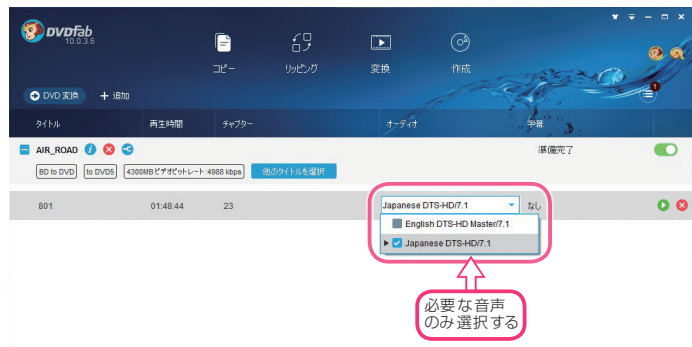 DVDfab
10.0.3.6
コピー
リッピング
変換
作成
DVD 変換
+ 追加
1
タイトル
再生時間
チャプター
オーディオ
字幕
AIR_ROAD
準備完了
BD to DVD
to DVD5
4300MBビデオビットレート:4988 kbps
他のタイトルを選択
801
01:48:44
23
Japanese DTS-HD/7.1
なし
English DTS-HD Master/7.1
Japanese DTS-HD/7.1
必要な音声
のみ選択する